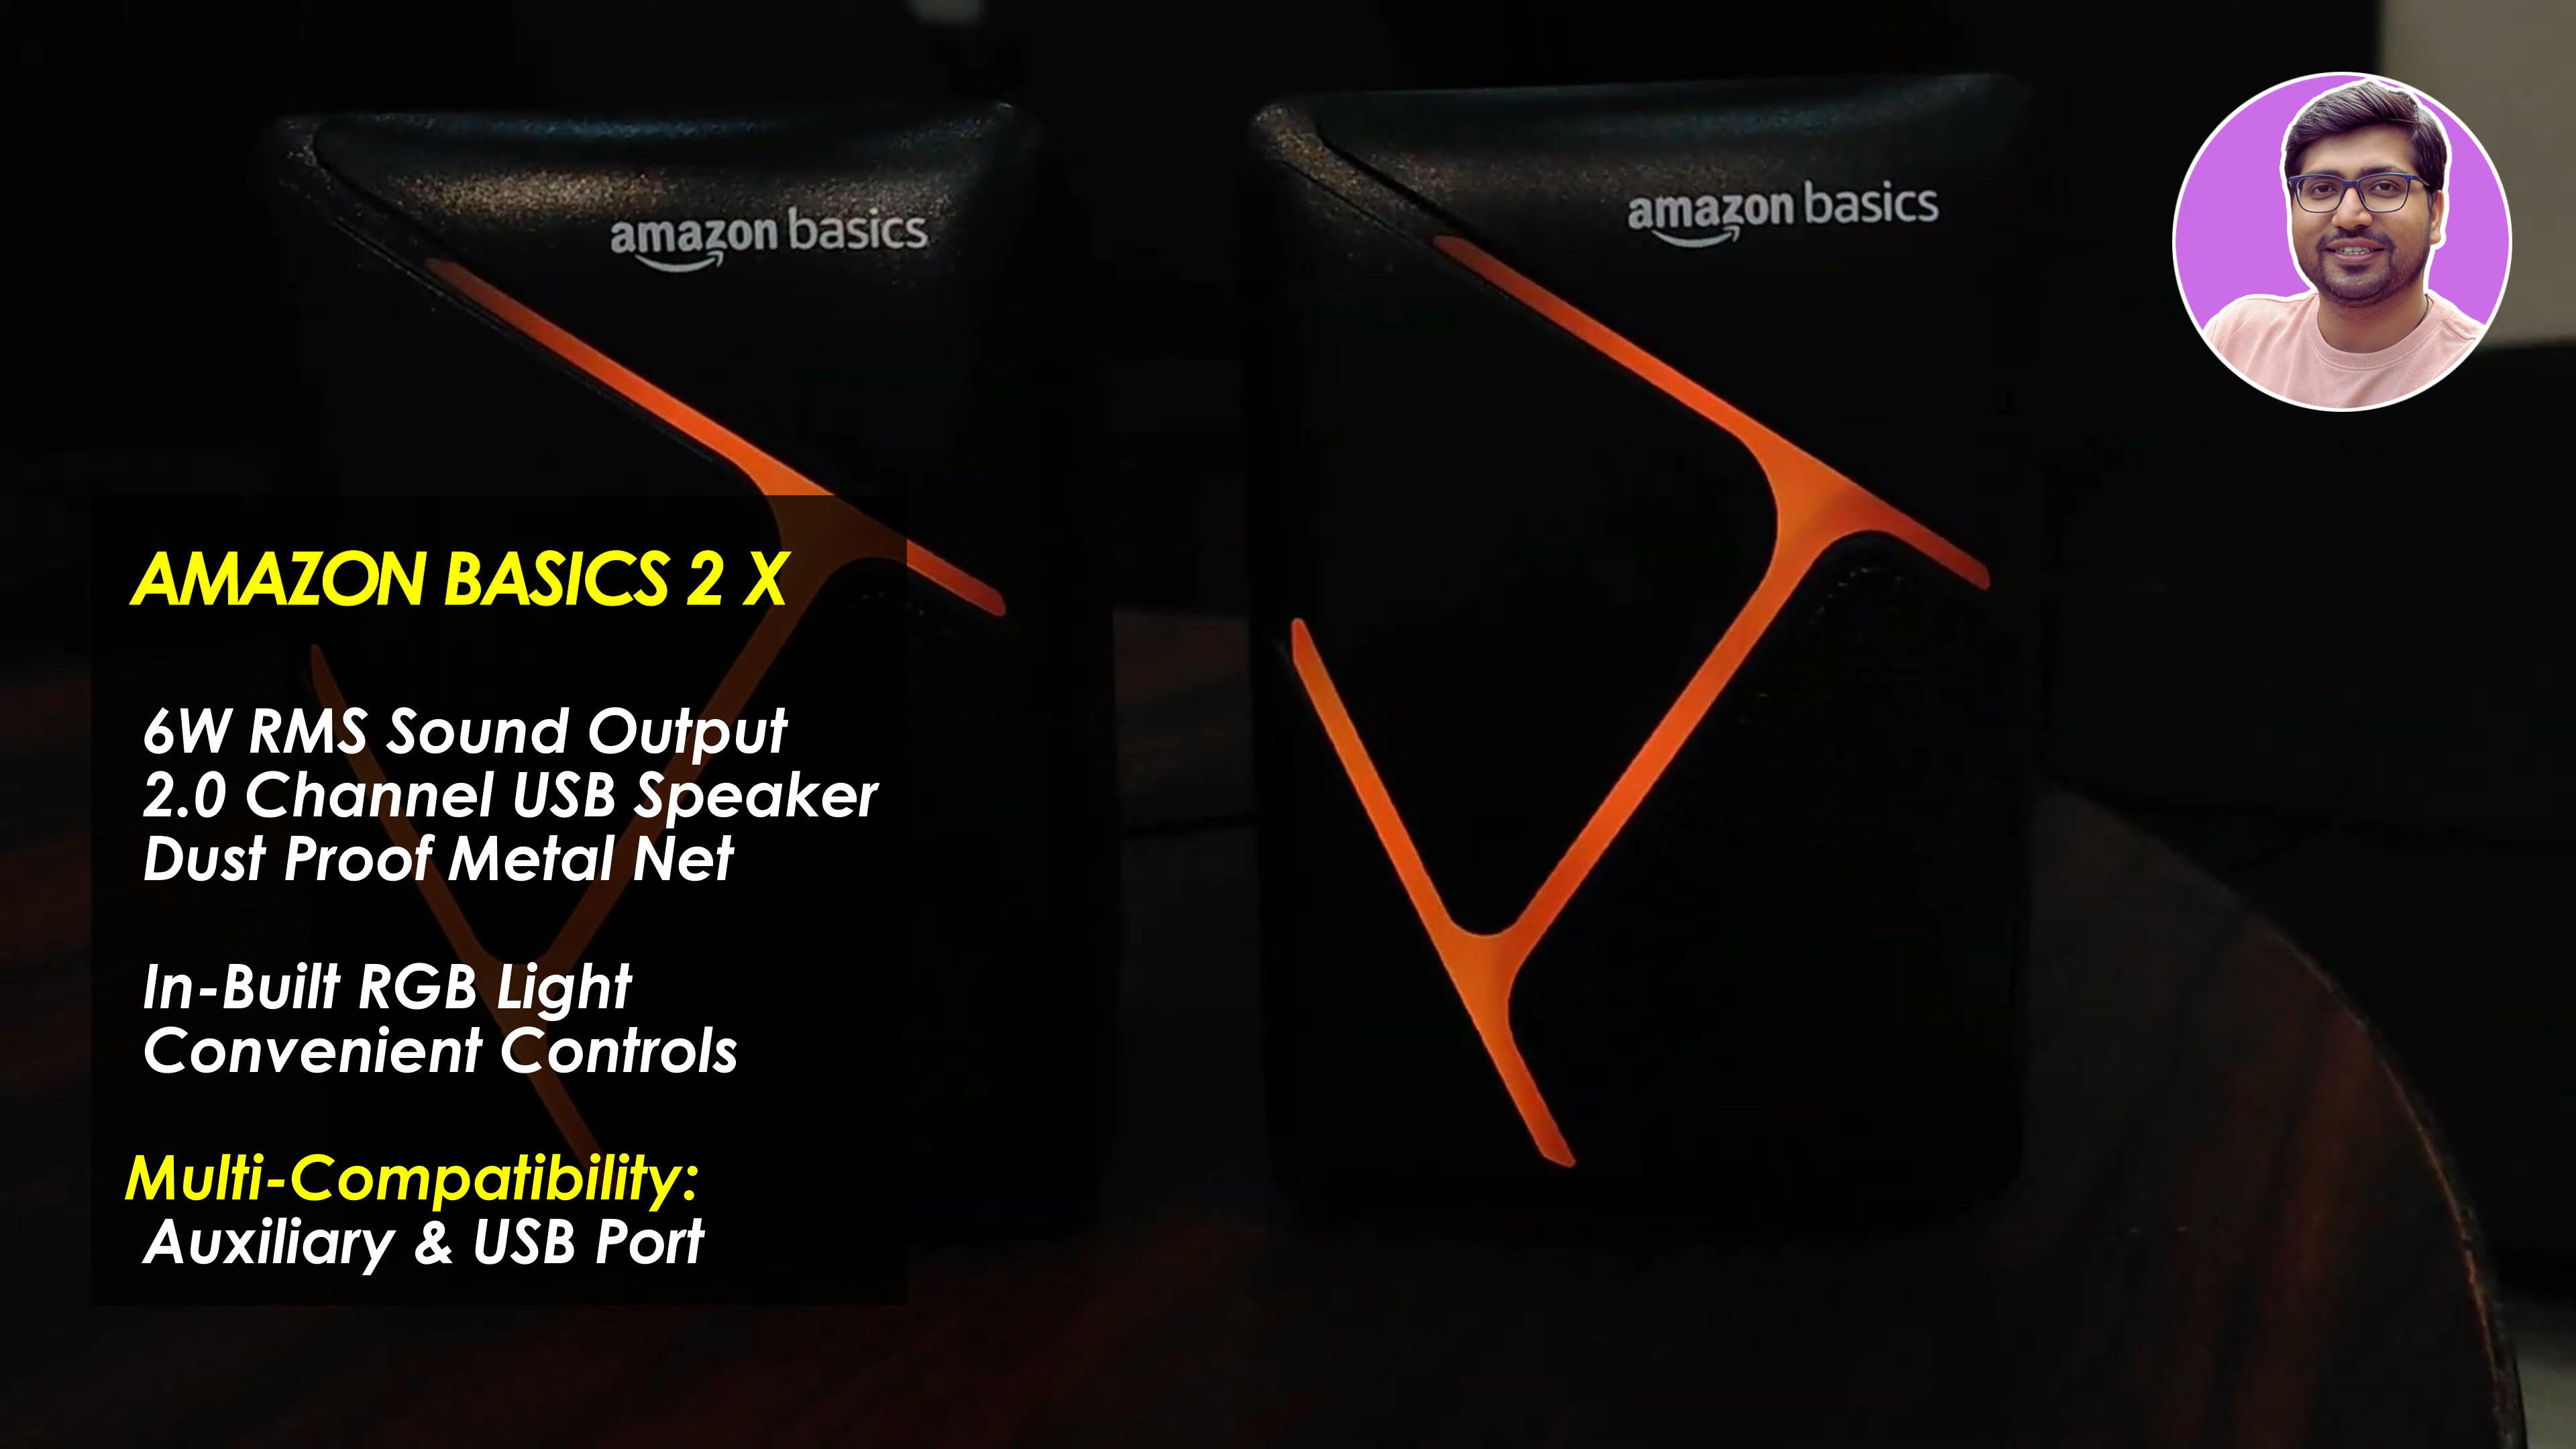 amazon basics
amazon basics
AMAZON BASICS 2 X
6W RMS Sound Output
2.0 Channel USB Speaker
Dust Proof Metal Net
In-Built RGB Light
Convenient Controls
Multi-Compatibility:
Auxiliary & USB Port